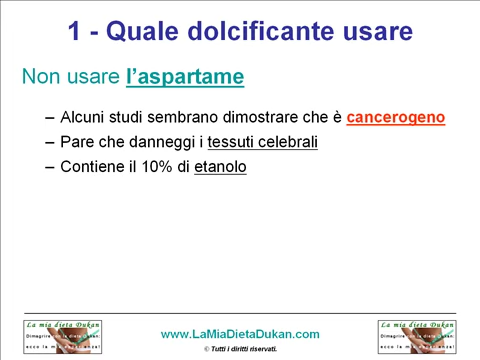 1 - Quale dolcificante usare
Non usare l'aspartame
– Alcuni studi sembrano dimostrare che è cancerogeno
– Pare che danneggi i tessuti celebrali
– Contiene il 10% di etanolo
La mia dieta Dukan
www.LaMiaDietaDukan.com
© Tutti i diritti riservati.
La mia dieta Dukan